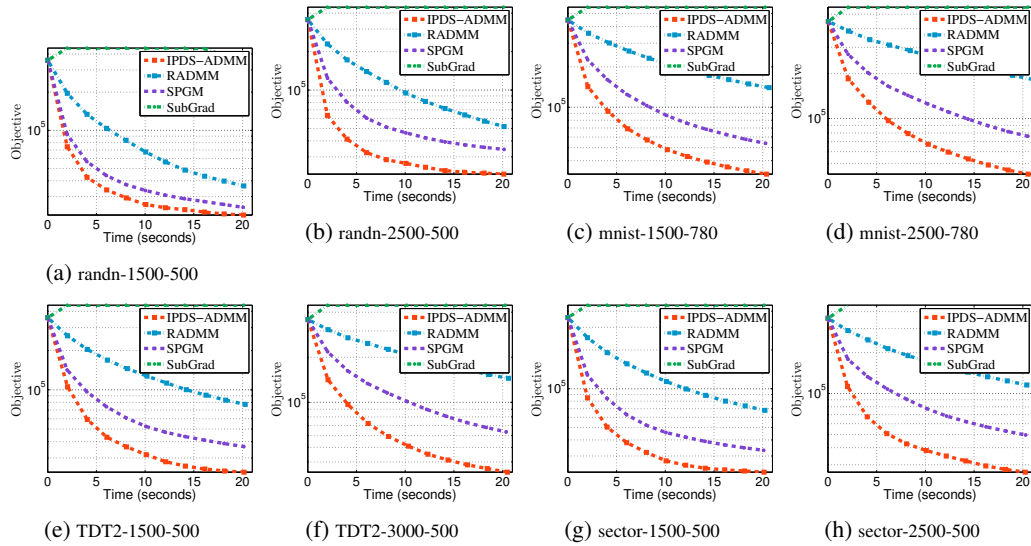 IPDS-ADMM
RADMM
SPGM
SubGrad
Objective
10^5
0 5 10 15 20
Time (seconds)
(a) randn-1500-500
IPDS-ADMM
RADMM
SPGM
SubGrad
Objective
10^5
0 5 10 15 20
Time (seconds)
(b) randn-2500-500
IPDS-ADMM
RADMM
SPGM
SubGrad
Objective
10^5
0 5 10 15 20
Time (seconds)
(c) mnist-1500-780
IPDS-ADMM
RADMM
SPGM
SubGrad
Objective
10^5
0 5 10 15 20
Time (seconds)
(d) mnist-2500-780
IPDS-ADMM
RADMM
SPGM
SubGrad
Objective
10^5
0 5 10 15 20
Time (seconds)
(e) TDT2-1500-500
IPDS-ADMM
RADMM
SPGM
SubGrad
Objective
10^5
0 5 10 15 20
Time (seconds)
(f) TDT2-3000-500
IPDS-ADMM
RADMM
SPGM
SubGrad
Objective
10^5
0 5 10 15 20
Time (seconds)
(g) sector-1500-500
IPDS-ADMM
RADMM
SPGM
SubGrad
Objective
10^5
0 5 10 15 20
Time (seconds)
(h) sector-2500-500